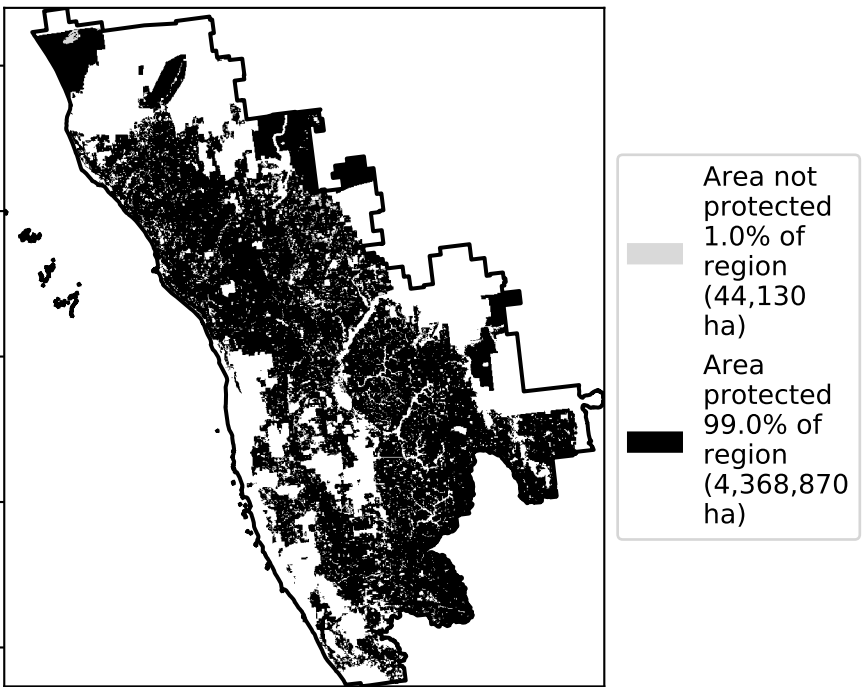 Area not
protected
1.0% of
region
(44,130
ha)
Area
protected
99.0% of
region
(4,368,870
ha)